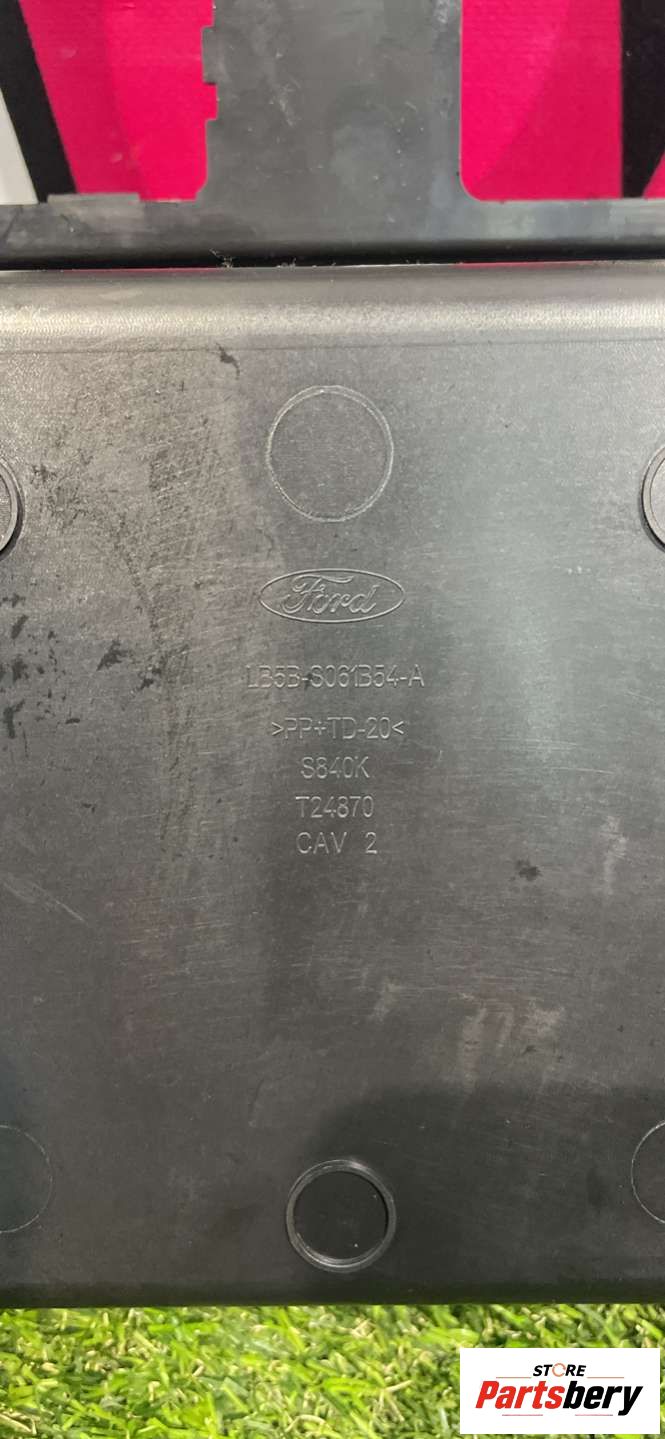 Ford
LB5B-S061B54-A
>PP+TD-20<
S840K
T24870
CAV 2
STORE
Partsbery